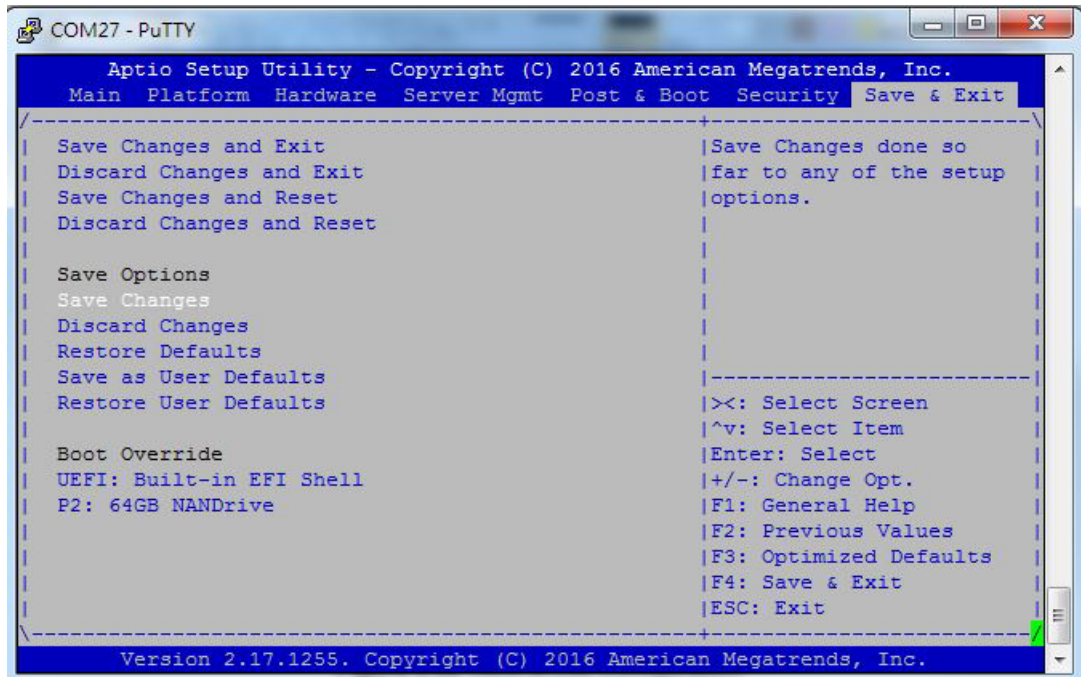 COM27 - PuTTY
Aptio Setup Utility - Copyright (C) 2016 American Megatrends, Inc.
Main Platform Hardware Server Mgmt Post & Boot Security Save & Exit
/----------------------------------------------------+-------------------------\
| Save Changes and Exit |Save Changes done so |
| Discard Changes and Exit |far to any of the setup |
| Save Changes and Reset |options. |
| Discard Changes and Reset | |
| | |
| Save Options | |
| Save Changes | |
| Discard Changes | |
| Restore Defaults | |
| Save as User Defaults |-------------------------|
| Restore User Defaults |><: Select Screen |
| |^v: Select Item |
| Boot Override |Enter: Select |
| UEFI: Built-in EFI Shell |+/-: Change Opt. |
| P2: 64GB NANDrive |F1: General Help |
| |F2: Previous Values |
| |F3: Optimized Defaults |
| |F4: Save & Exit |
| |ESC: Exit |
\----------------------------------------------------+-------------------------/
Version 2.17.1255. Copyright (C) 2016 American Megatrends, Inc.